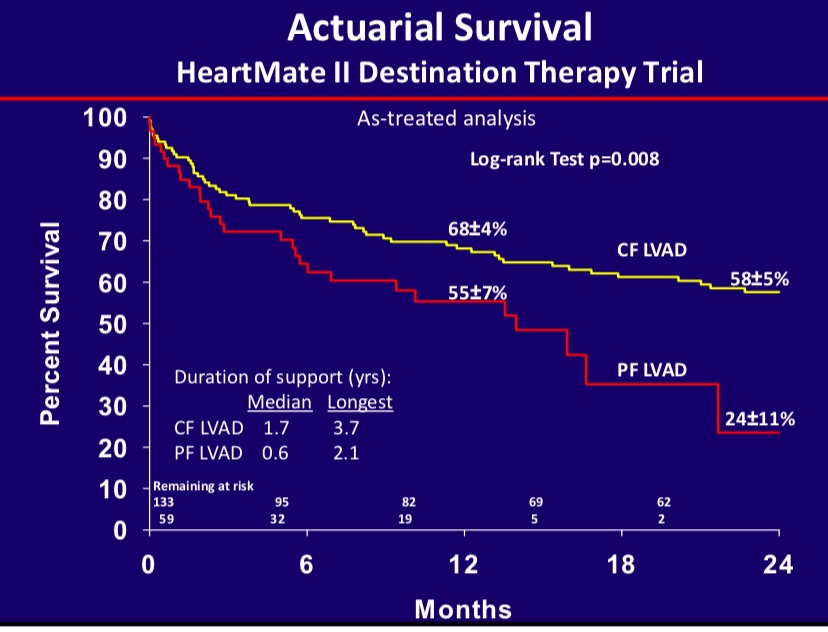 Actuarial Survival
HeartMate II Destination Therapy Trial
As-treated analysis
Log-rank Test p=0.008
100
90
80
70
60
50
40
30
20
10
0
Percent Survival
68±4%
CF LVAD
58±5%
55±7%
PF LVAD
24±11%
Duration of support (yrs):
Median Longest
CF LVAD 1.7 3.7
PF LVAD 0.6 2.1
Remaining at risk
133 95 82 69 62
59 32 19 5 2
0 6 12 18 24
Months